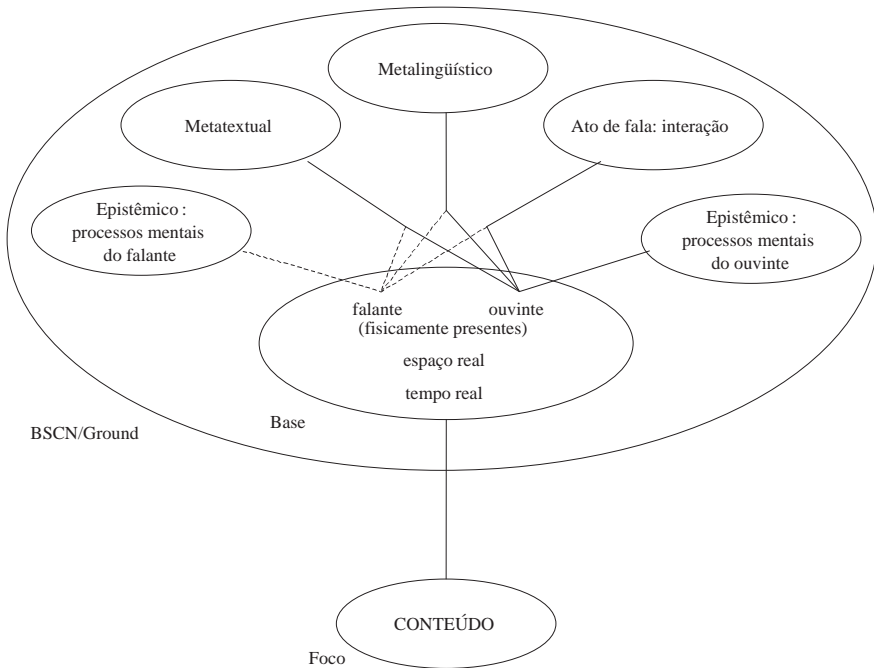 Metalingüístico
Metatextual
Ato de fala: interação
Epistêmico :
processos mentais
do falante
Epistêmico :
processos mentais
do ouvinte
falante ouvinte
(fisicamente presentes)
espaço real
tempo real
Base
BSCN/Ground
CONTEÚDO
Foco